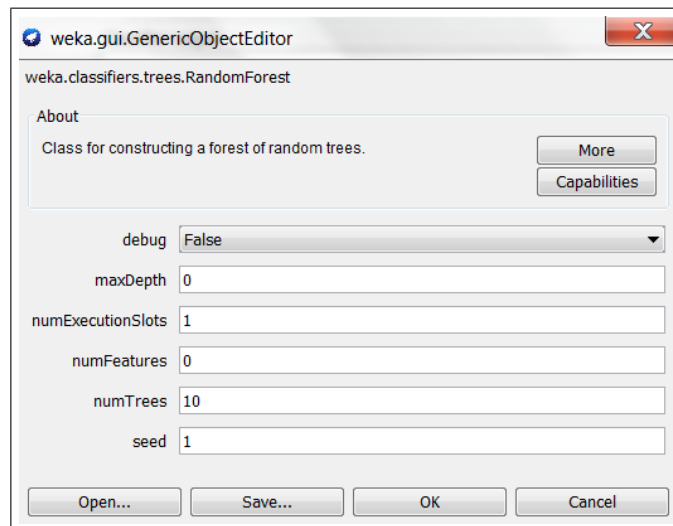 weka.gui.GenericObjectEditor
weka.classifiers.trees.RandomForest
About
Class for constructing a forest of random trees.
More
Capabilities
debug False
maxDepth 0
numExecutionSlots 1
numFeatures 0
numTrees 10
seed 1
Open... Save... OK Cancel